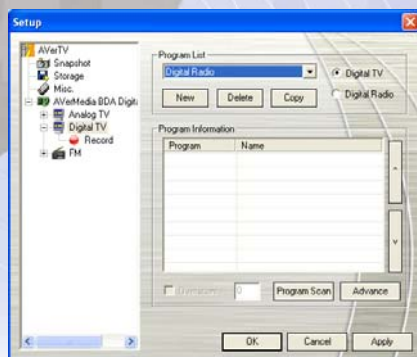 Setup
AVerTV
Snapshot
Storage
Misc.
AVerMedia BDA Digit
Analog TV
Digital TV
Record
FM
Program List
Digital Radio
Digital TV
Digital Radio
New
Delete
Copy
Program Information
Program
Name
0
Program Scan
Advance
OK
Cancel
Apply